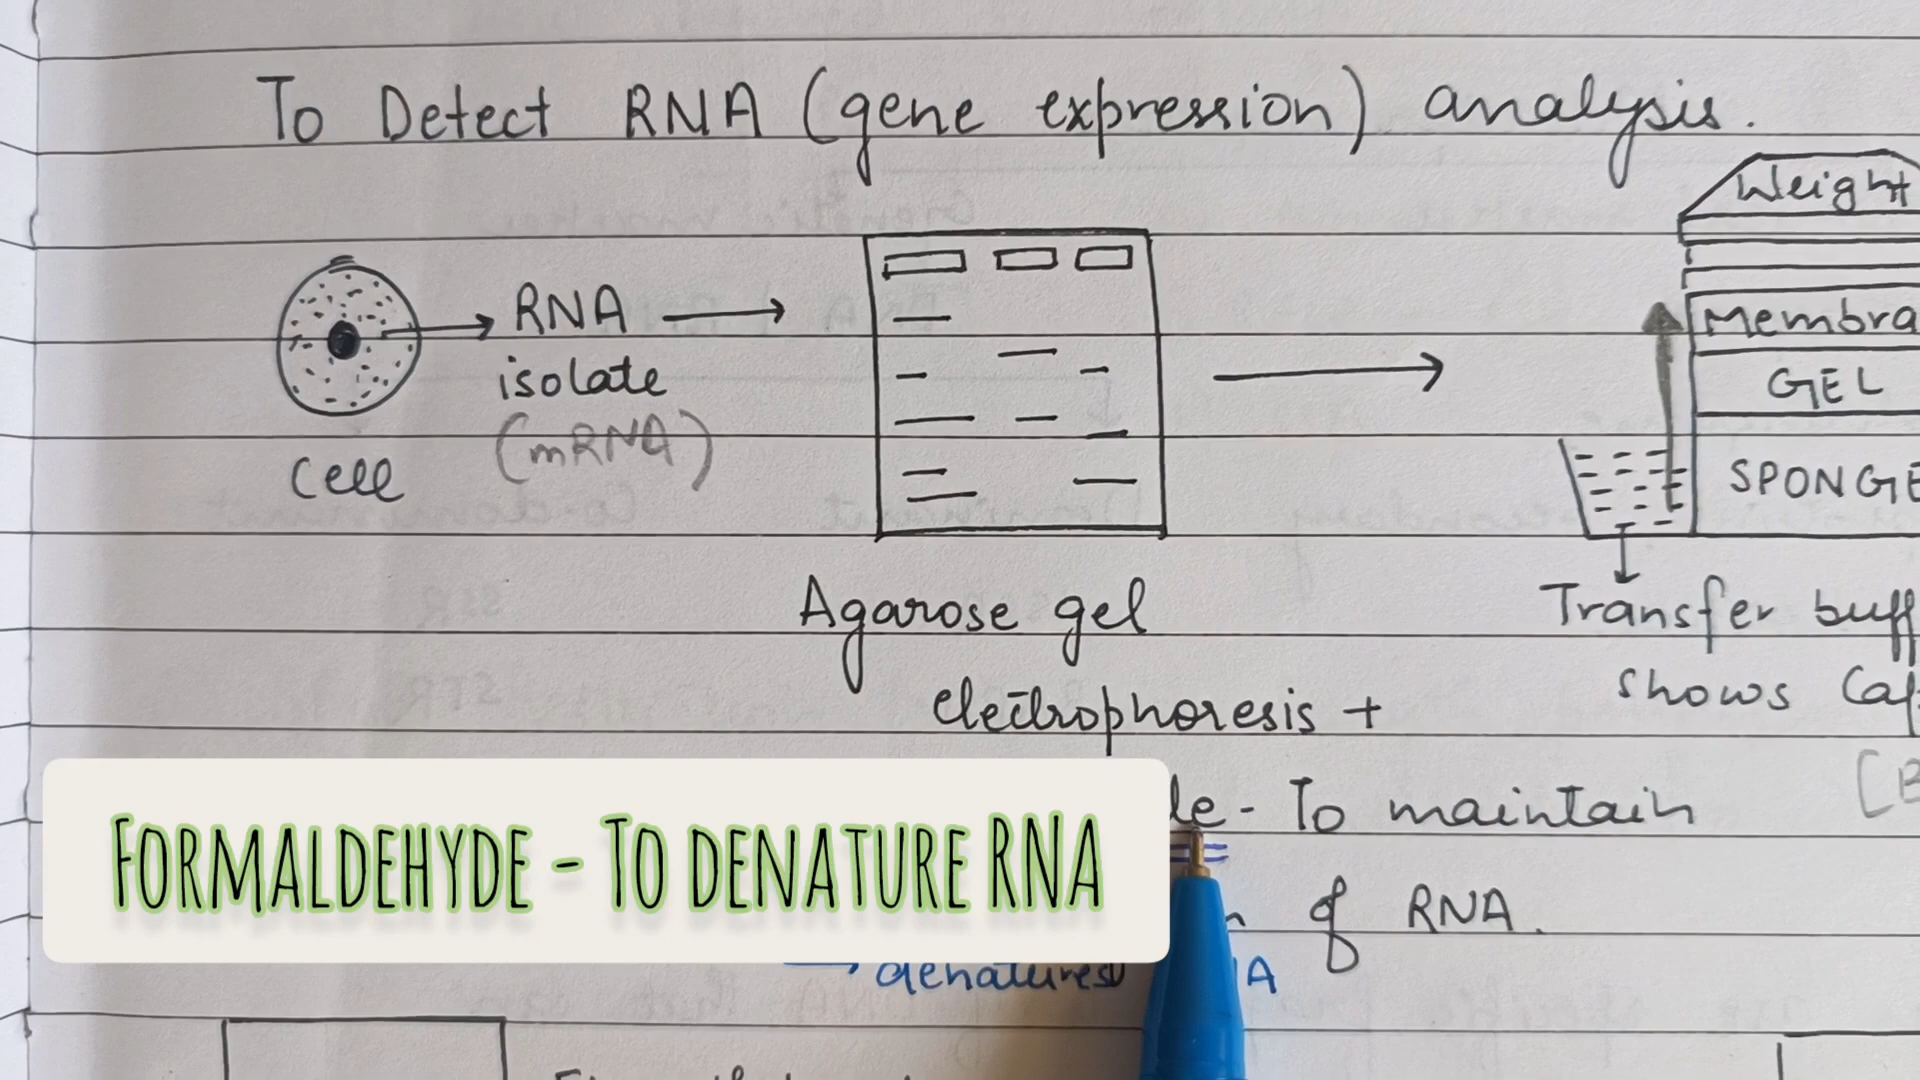 To Detect RNA (gene expression) analysis.
Weight
RNA
isolate
(mRNA)
Cell
Membra
GEL
SPONGE
Agarose gel
electrophoresis +
Transfer buff
shows Cap
le - To maintain
of RNA.
denatures
A
FORMALDEHYDE - TO DENATURE RNA